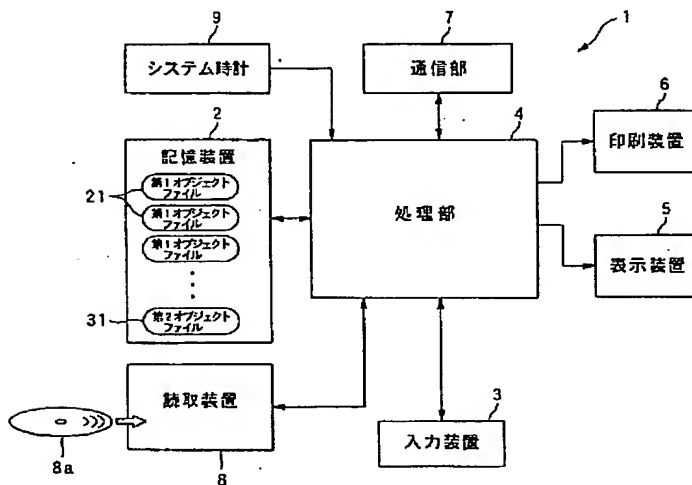 9
7
1
システム時計
通信部
6
2
4
印刷装置
記憶装置
第1オブジェクト
ファイル
21
第1オブジェクト
ファイル
処理部
第1オブジェクト
ファイル
5
表示装置
31
第2オブジェクト
ファイル
読取装置
3
入力装置
8a
8